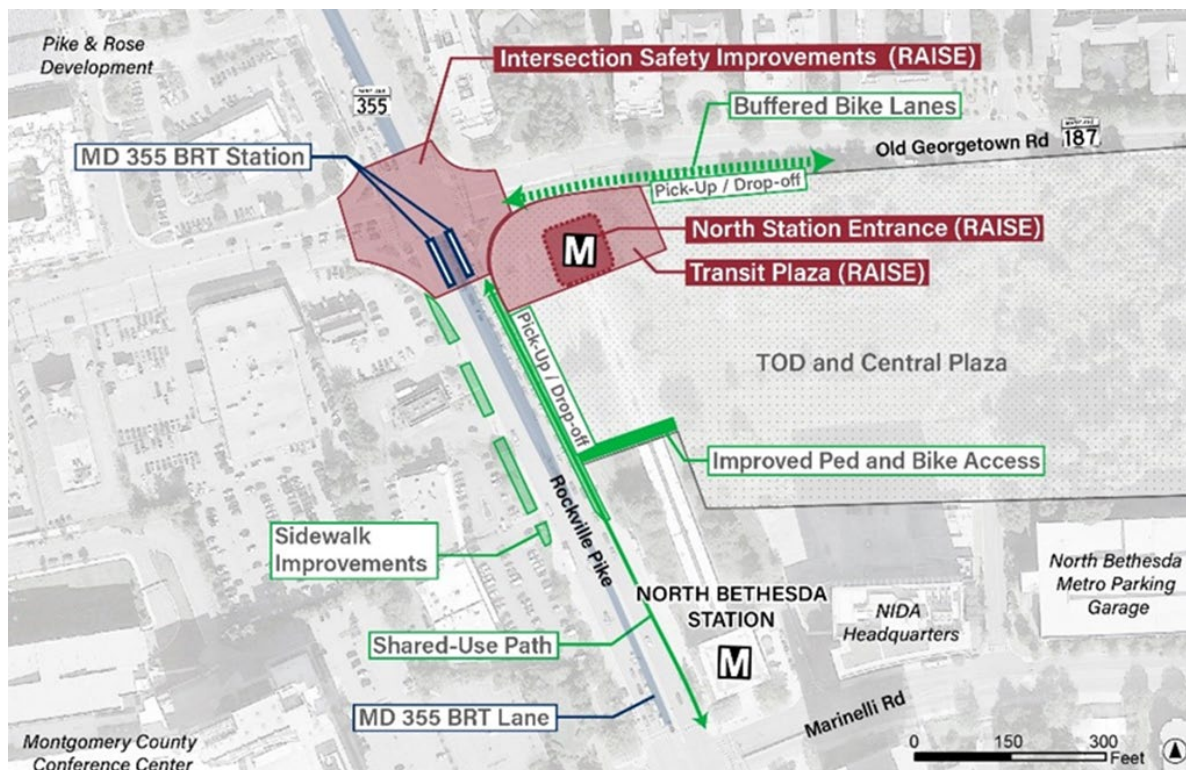 Pike & Rose
Development
Intersection Safety Improvements (RAISE)
355
Buffered Bike Lanes
MD 355 BRT Station
Old Georgetown Rd
187
Pick-Up / Drop-off
M
North Station Entrance (RAISE)
Transit Plaza (RAISE)
Pick-Up / Drop-off
TOD and Central Plaza
Improved Ped and Bike Access
Rockville Pike
Sidewalk
Improvements
NORTH BETHESDA
STATION
M
NIDA
Headquarters
North Bethesda
Metro Parking
Garage
Shared-Use Path
MD 355 BRT Lane
Marinelli Rd
Montgomery County
Conference Center
0 150 300
Feet